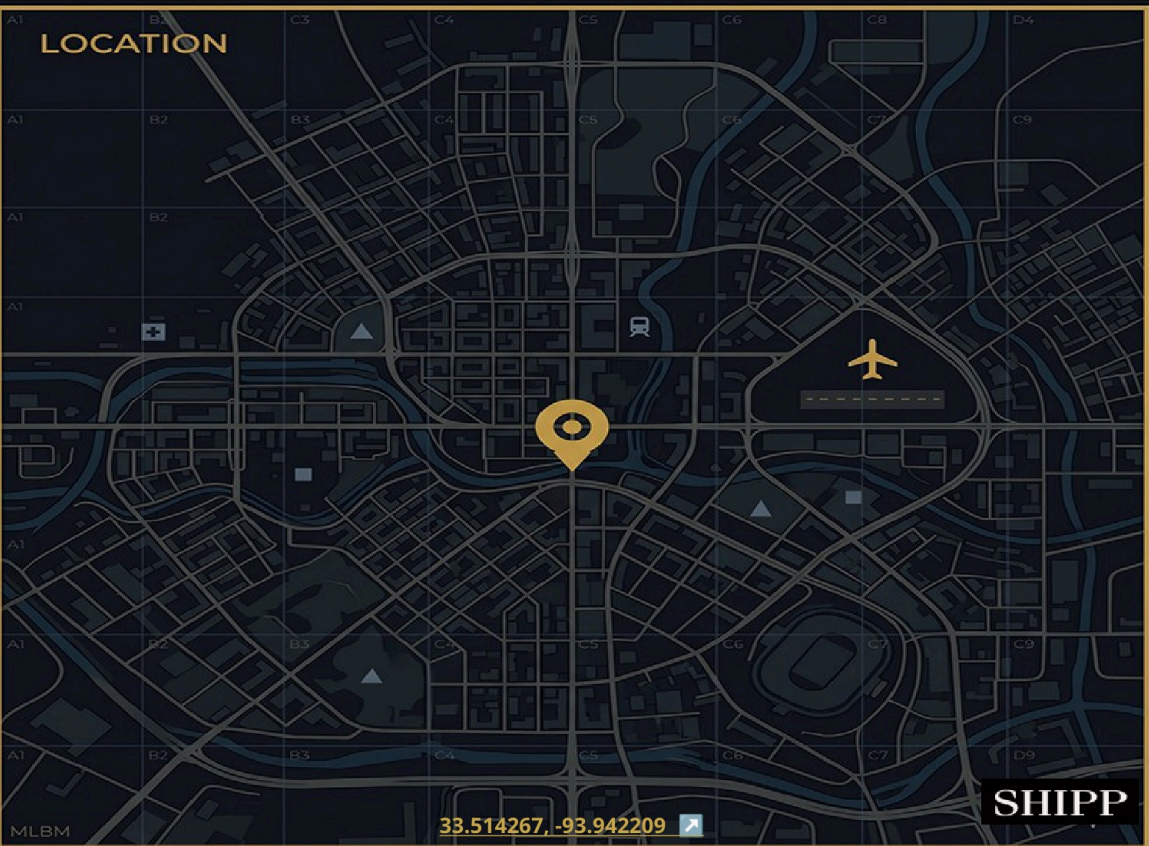 A1 B2 C3 C4 C5 C6 C8 D4
LOCATION
A1 B2 B3 C4 C5 C6 C7 C9
A1 B2
A1
A1
A1 B2 B3 C4 C5 C6 C7 C9
A1 B2 B3 C4 C5 C6 C7 D9
SHIPP
33.514267, -93.942209
MLBM